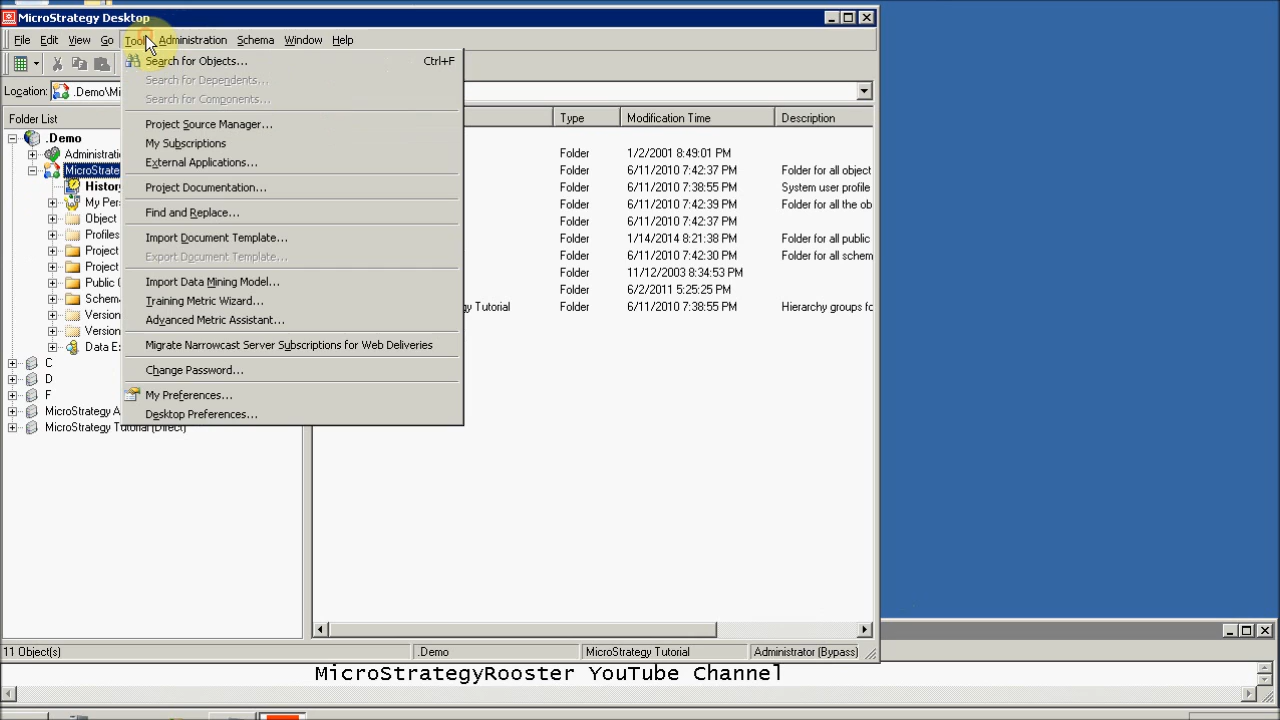 MicroStrategy Desktop
File Edit View Go Tools Administration Schema Window Help
Search for Objects... Ctrl+F
Search for Dependents...
Search for Components...
Location: .Demo\Mi
Folder List
Type Modification Time Description
Project Source Manager...
My Subscriptions
External Applications...
Project Documentation...
Find and Replace...
Import Document Template...
Export Document Template...
Import Data Mining Model...
Training Metric Wizard...
Advanced Metric Assistant...
Migrate Narrowcast Server Subscriptions for Web Deliveries
Change Password...
My Preferences...
Desktop Preferences...
.Demo
Administratio
MicroStrate
History
My Pers
Object
Profiles
Project
Project
Public
Schema
Version
Version
Data Ex
C
D
F
MicroStrategy A
MicroStrategy Tutorial (Direct)
Folder 1/2/2001 8:49:01 PM
Folder 6/11/2010 7:42:37 PM Folder for all object
Folder 6/11/2010 7:38:55 PM System user profile
Folder 6/11/2010 7:42:39 PM Folder for all the ob
Folder 6/11/2010 7:42:37 PM
Folder 1/14/2014 8:21:38 PM Folder for all public
Folder 6/11/2010 7:42:30 PM Folder for all schem
Folder 11/12/2003 8:34:53 PM
Folder 6/2/2011 5:25:25 PM
gy Tutorial Folder 6/11/2010 7:38:55 PM Hierarchy groups fo
11 Object(s) .Demo MicroStrategy Tutorial Administrator (Bypass)
MicroStrategyRooster YouTube Channel